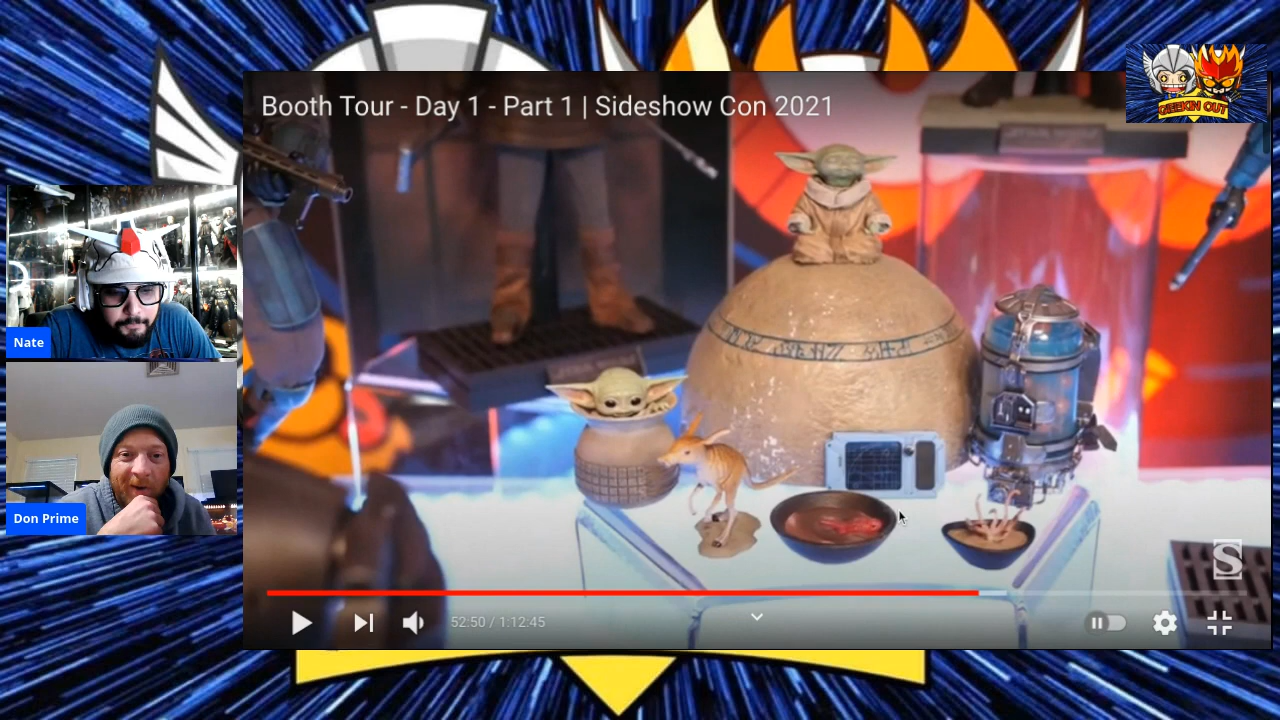 Booth Tour - Day 1 - Part 1 | Sideshow Con 2021
GEEKIN OUT
Nate
Don Prime
S
52:50 / 1:12:45